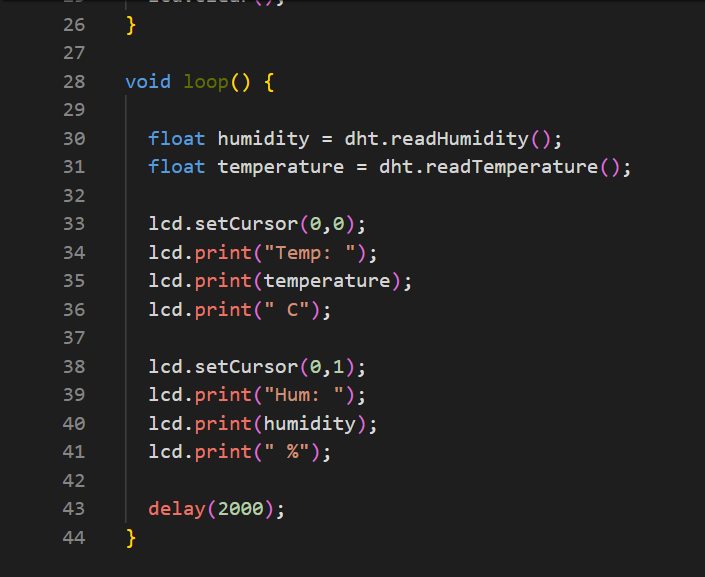 26 }
27
28 void loop() {
29
30   float humidity = dht.readHumidity();
31   float temperature = dht.readTemperature();
32
33   lcd.setCursor(0,0);
34   lcd.print("Temp: ");
35   lcd.print(temperature);
36   lcd.print(" C");
37
38   lcd.setCursor(0,1);
39   lcd.print("Hum: ");
40   lcd.print(humidity);
41   lcd.print(" %");
42
43   delay(2000);
44 }